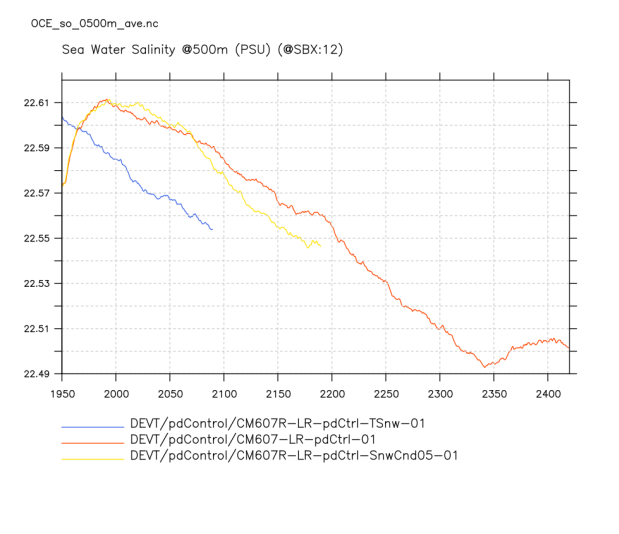 OCE_so_0500m_ave.nc
Sea Water Salinity @500m (PSU) (@SBX:12)
22.61
22.59
22.57
22.55
22.53
22.51
22.49
1950 2000 2050 2100 2150 2200 2250 2300 2350 2400
DEVT/pdControl/CM607R-LR-pdCtrl-TSnw-01
DEVT/pdControl/CM607-LR-pdCtrl-01
DEVT/pdControl/CM607R-LR-pdCtrl-SnwCnd05-01